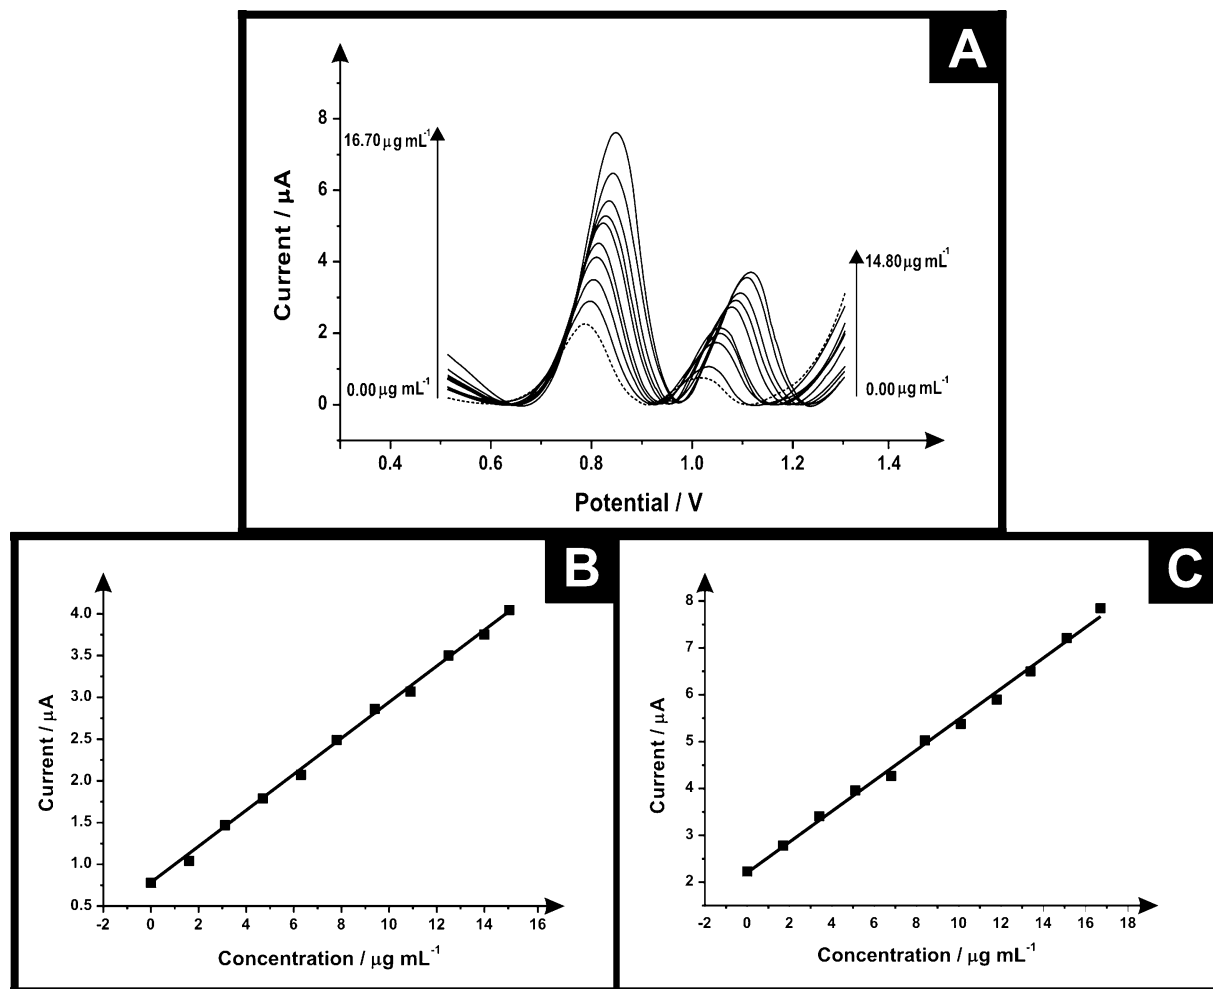 A
8
6
4
2
0
Current / µA
16.70 µg mL-1
0.00 µg mL-1
14.80 µg mL-1
0.00 µg mL-1
0.4 0.6 0.8 1.0 1.2 1.4
Potential / V
B
4.0
3.5
3.0
2.5
2.0
1.5
1.0
0.5
Current / µA
-2 0 2 4 6 8 10 12 14 16
Concentration / µg mL-1
C
8
7
6
5
4
3
2
Current / µA
-2 0 2 4 6 8 10 12 14 16 18
Concentration / µg mL-1